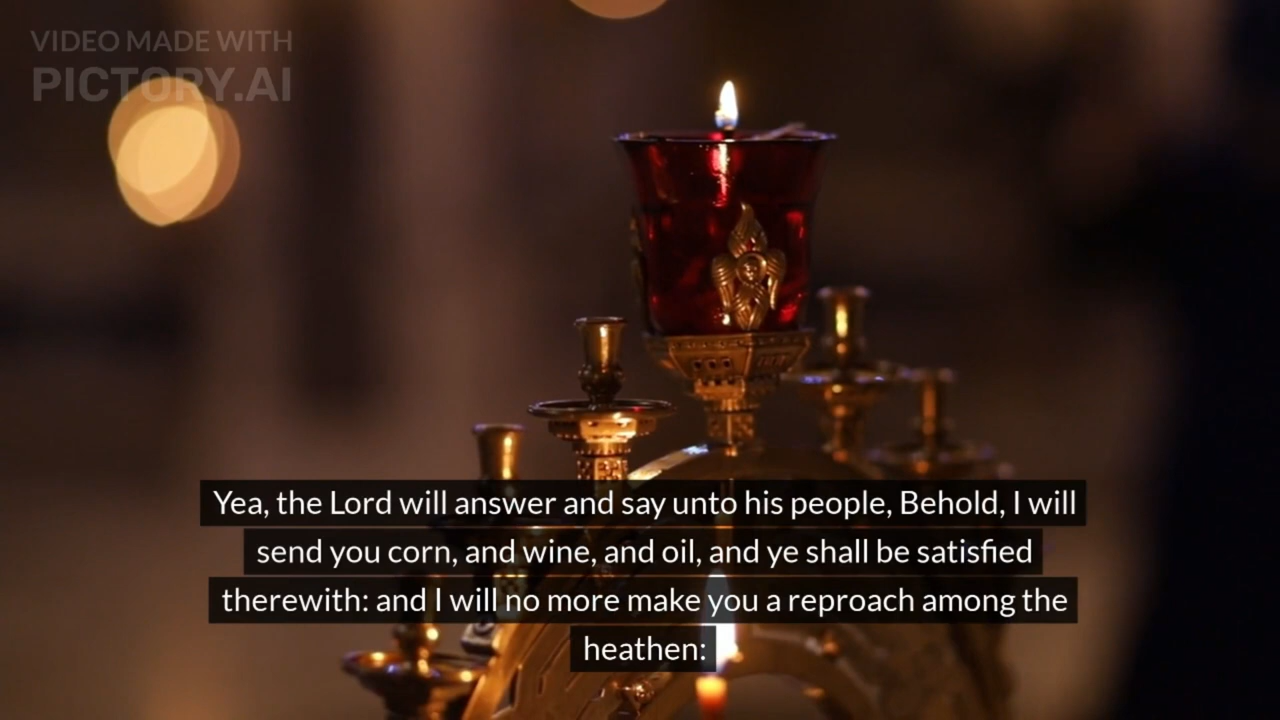 VIDEO MADE WITH
PICTORY.AI
Yea, the Lord will answer and say unto his people, Behold, I will
send you corn, and wine, and oil, and ye shall be satisfied
therewith: and I will no more make you a reproach among the
heathen: